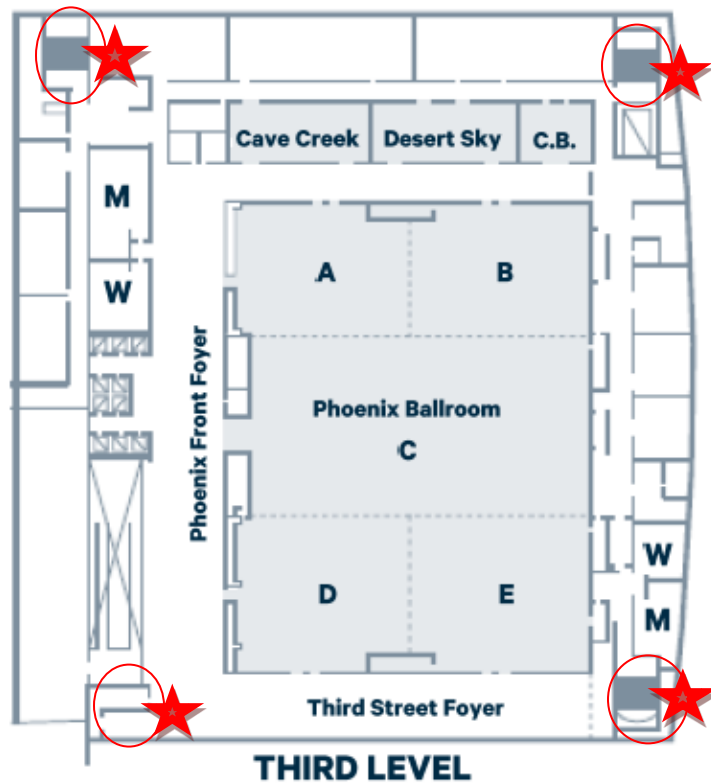 Cave Creek
Desert Sky
C.B.
M
A
B
W
Phoenix Front Foyer
Phoenix Ballroom
C
W
D
E
M
Third Street Foyer
THIRD LEVEL